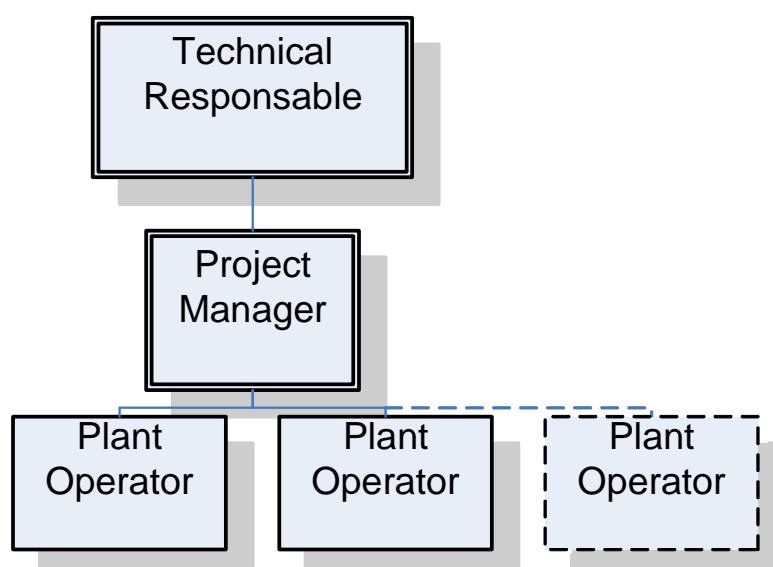 Technical
Responsable
Project
Manager
Plant
Operator
Plant
Operator
Plant
Operator